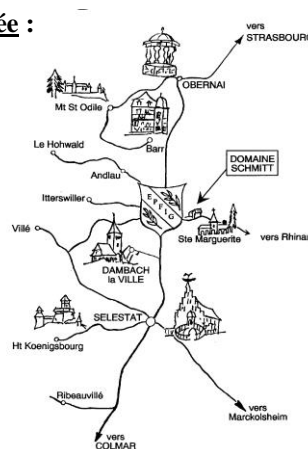 ée :
vers
STRASBOURG
OBERNAI
Mt St Odile
Barr
Le Hohwald
DOMAINE
SCHMITT
Andlau
Itterswiller
EPFIG
Villé
Ste Marguerite
vers Rhinau
DAMBACH
la VILLE
SELESTAT
Ht Koenigsbourg
Ribeauvillé
vers
Marckolsheim
vers
COLMAR